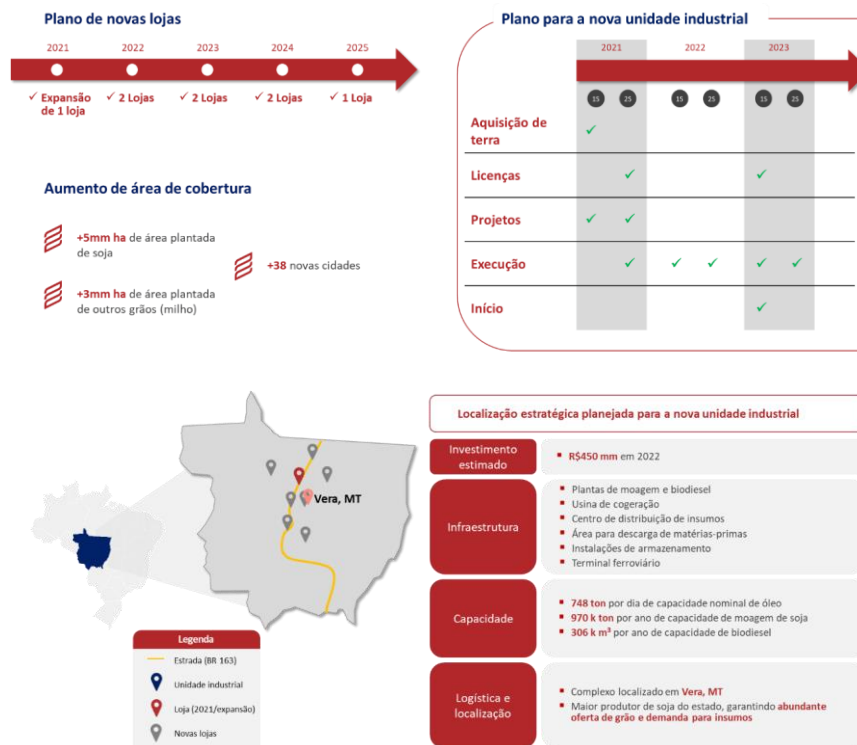 Plano de novas lojas
2021
2022
2023
2024
2025
✓ Expansão
de 1 loja
✓ 2 Lojas
✓ 2 Lojas
✓ 2 Lojas
✓ 1 Loja
Aumento de área de cobertura
+5mm ha de área plantada
de soja
+38 novas cidades
+3mm ha de área plantada
de outros grãos (milho)
Plano para a nova unidade industrial
2021
2022
2023
1S
2S
1S
2S
1S
2S
Aquisição de
terra
Licenças
Projetos
Execução
Início
Vera, MT
Legenda
Estrada (BR 163)
Unidade industrial
Loja (2021/expansão)
Novas lojas
Localização estratégica planejada para a nova unidade industrial
Investimento
estimado
▪ R$450 mm em 2022
Infraestrutura
▪ Plantas de moagem e biodiesel
▪ Usina de cogeração
▪ Centro de distribuição de insumos
▪ Área para descarga de matérias-primas
▪ Instalações de armazenamento
▪ Terminal ferroviário
Capacidade
▪ 748 ton por dia de capacidade nominal de óleo
▪ 970 k ton por ano de capacidade de moagem de soja
▪ 306 k m³ por ano de capacidade de biodiesel
Logística e
localização
▪ Complexo localizado em Vera, MT
▪ Maior produtor de soja do estado, garantindo abundante
oferta de grão e demanda para insumos